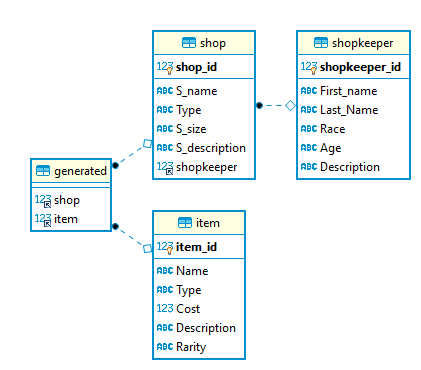 shop
123 shop_id
ABC S_name
ABC Type
ABC S_size
ABC S_description
123 shopkeeper
shopkeeper
123 shopkeeper_id
ABC First_name
ABC Last_Name
ABC Race
ABC Age
ABC Description
generated
123 shop
123 item
item
123 item_id
ABC Name
ABC Type
123 Cost
ABC Description
ABC Rarity